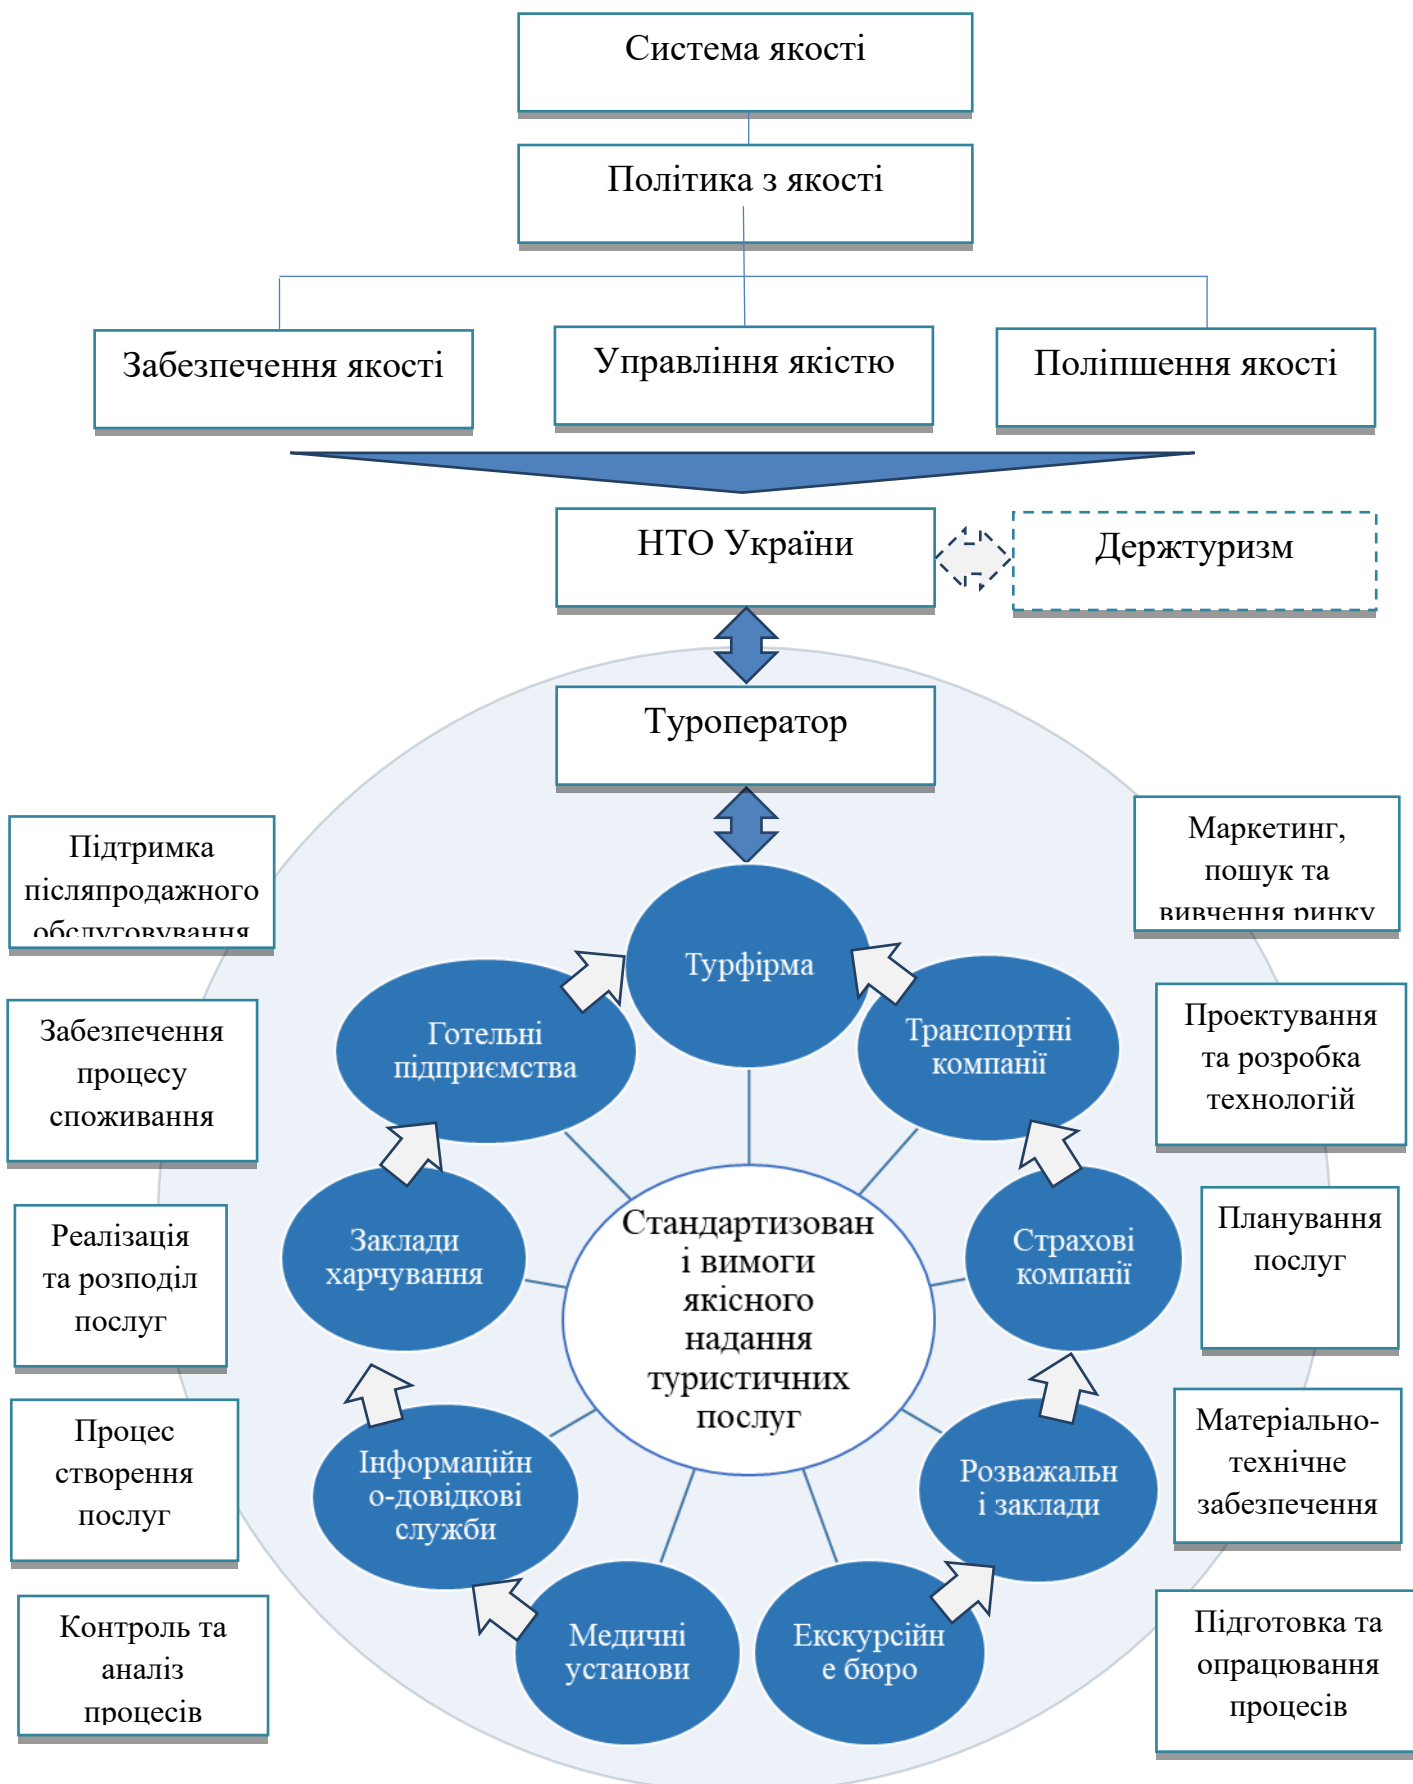 Система якості
Політика з якості
Забезпечення якості
Управління якістю
Поліпшення якості
НТО України
Держтуризм
Туроператор
Підтримка
післяпродажного
обслуговування
Маркетинг,
пошук та
вивчення ринку
Турфірма
Готельні
підприємства
Транспортні
компанії
Забезпечення
процесу
споживання
Проектування
та розробка
технологій
Заклади
харчування
Стандартизован
і вимоги
якісного
надання
туристичних
послуг
Страхові
компанії
Реалізація
та розподіл
послуг
Планування
послуг
Процес
створення
послуг
Інформаційн
о-довідкові
служби
Розважальн
і заклади
Матеріально-
технічне
забезпечення
Контроль та
аналіз
процесів
Медичні
установи
Екскурсійн
е бюро
Підготовка та
опрацювання
процесів